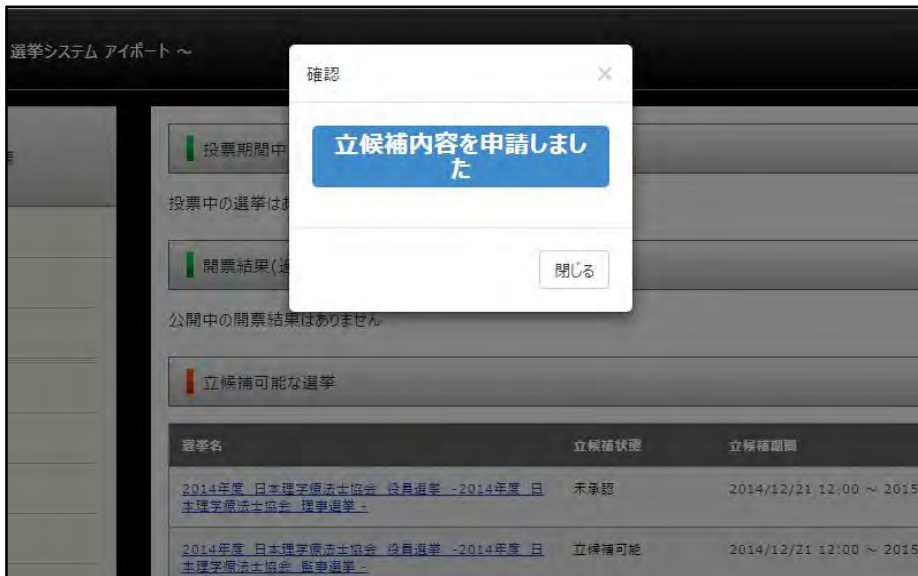 選挙システム アイポート ～
確認
×
立候補内容を申請しまし
た
閉じる
投票期間中
投票中の選挙はあ
開票結果(過
公開中の開票結果はありません
立候補可能な選挙
選挙名 立候補状態 立候補期間
2014年度 日本理学療法士協会 役員選挙 -2014年度 日
本理学療法士協会 理事選挙 -
未承認 2014/12/21 12:00 ～ 2015
2014年度 日本理学療法士協会 役員選挙 -2014年度 日
本理学療法士協会 監事選挙 -
立候補可能 2014/12/21 12:00 ～ 2015